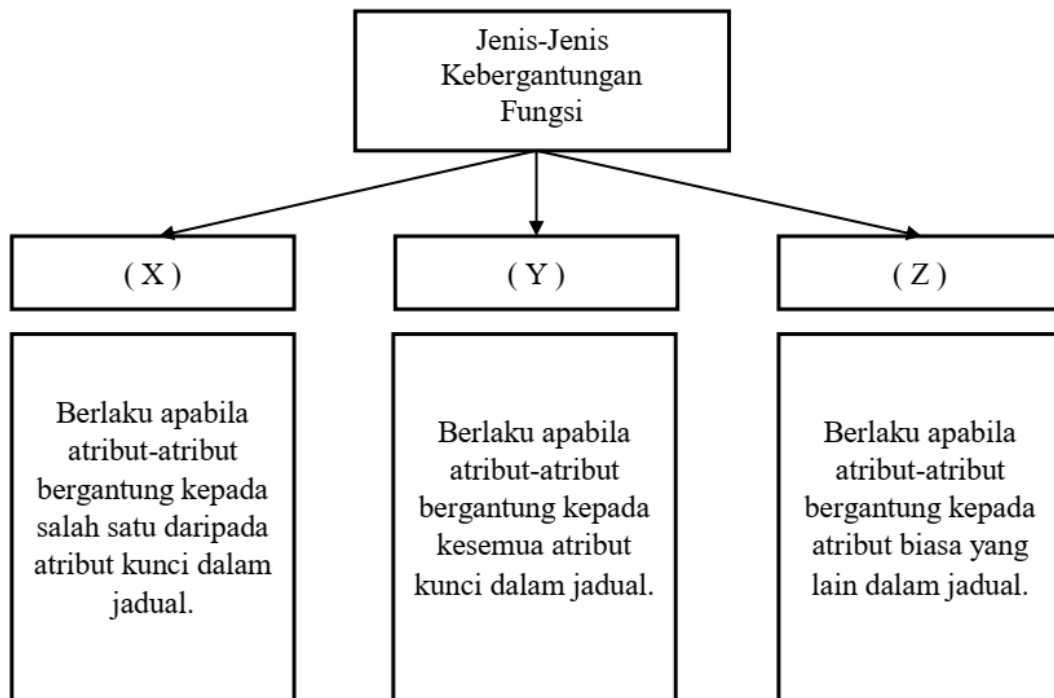 Jenis-Jenis
Kebergantungan
Fungsi
( X )
( Y )
( Z )
Berlaku apabila
atribut-atribut
bergantung kepada
salah satu daripada
atribut kunci dalam
jadual.
Berlaku apabila
atribut-atribut
bergantung kepada
kesemua atribut
kunci dalam jadual.
Berlaku apabila
atribut-atribut
bergantung kepada
atribut biasa yang
lain dalam jadual.